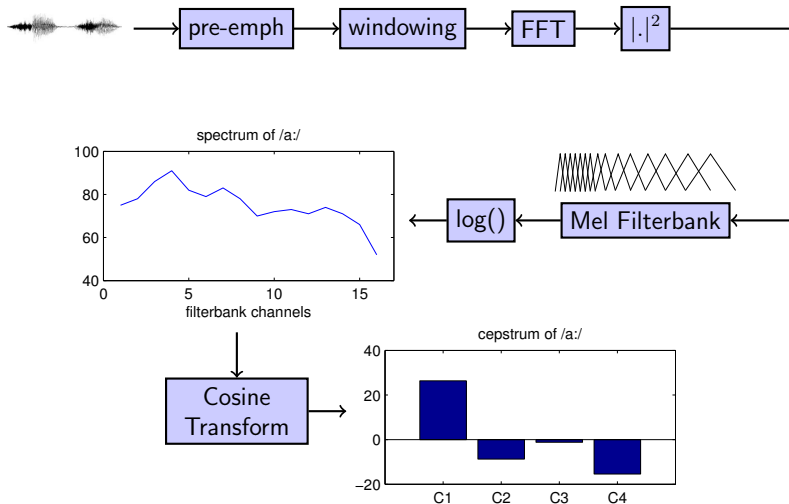 pre-emph
windowing
FFT
|.|²
spectrum of /a:/
100
80
60
40
0
5
10
15
filterbank channels
log()
Mel Filterbank
Cosine
Transform
cepstrum of /a:/
40
20
0
−20
C1
C2
C3
C4